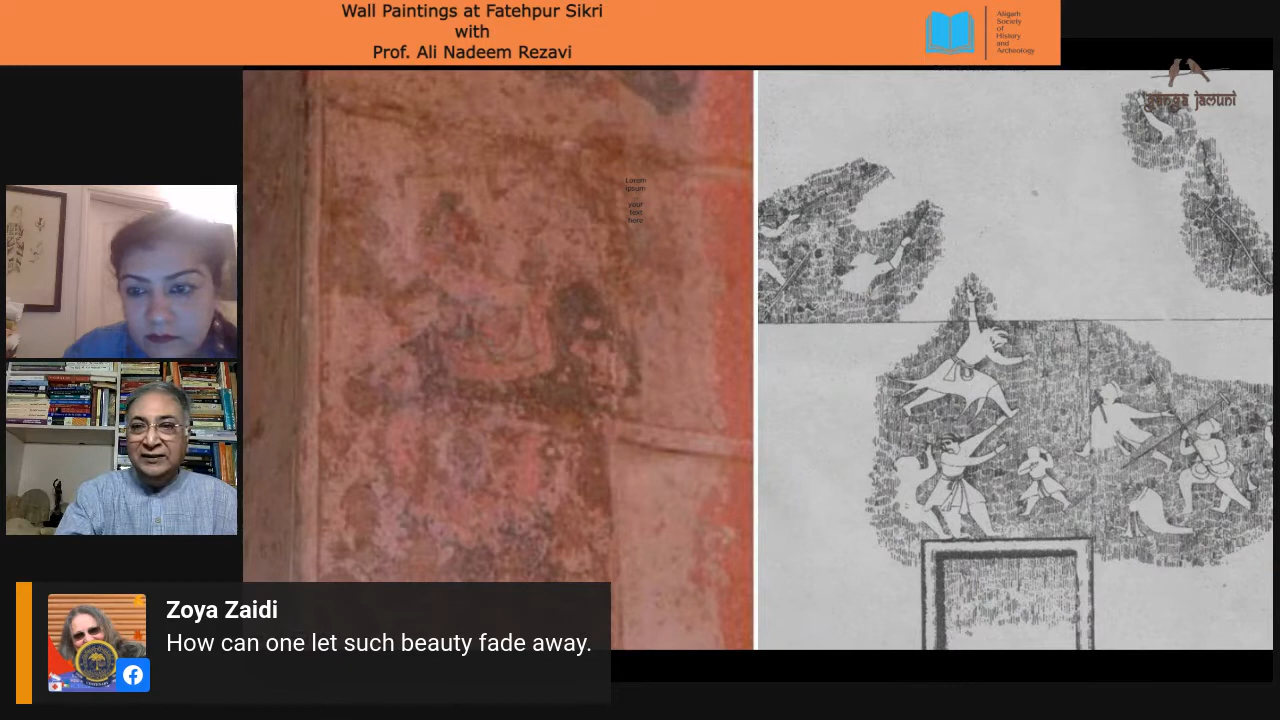 Wall Paintings at Fatehpur Sikri
with
Prof. Ali Nadeem Rezavi
Aligarh
Society
of
History
and
Archeology
ganga jamuni
Lorem
ipsum
your
text
here
Zoya Zaidi
How can one let such beauty fade away.